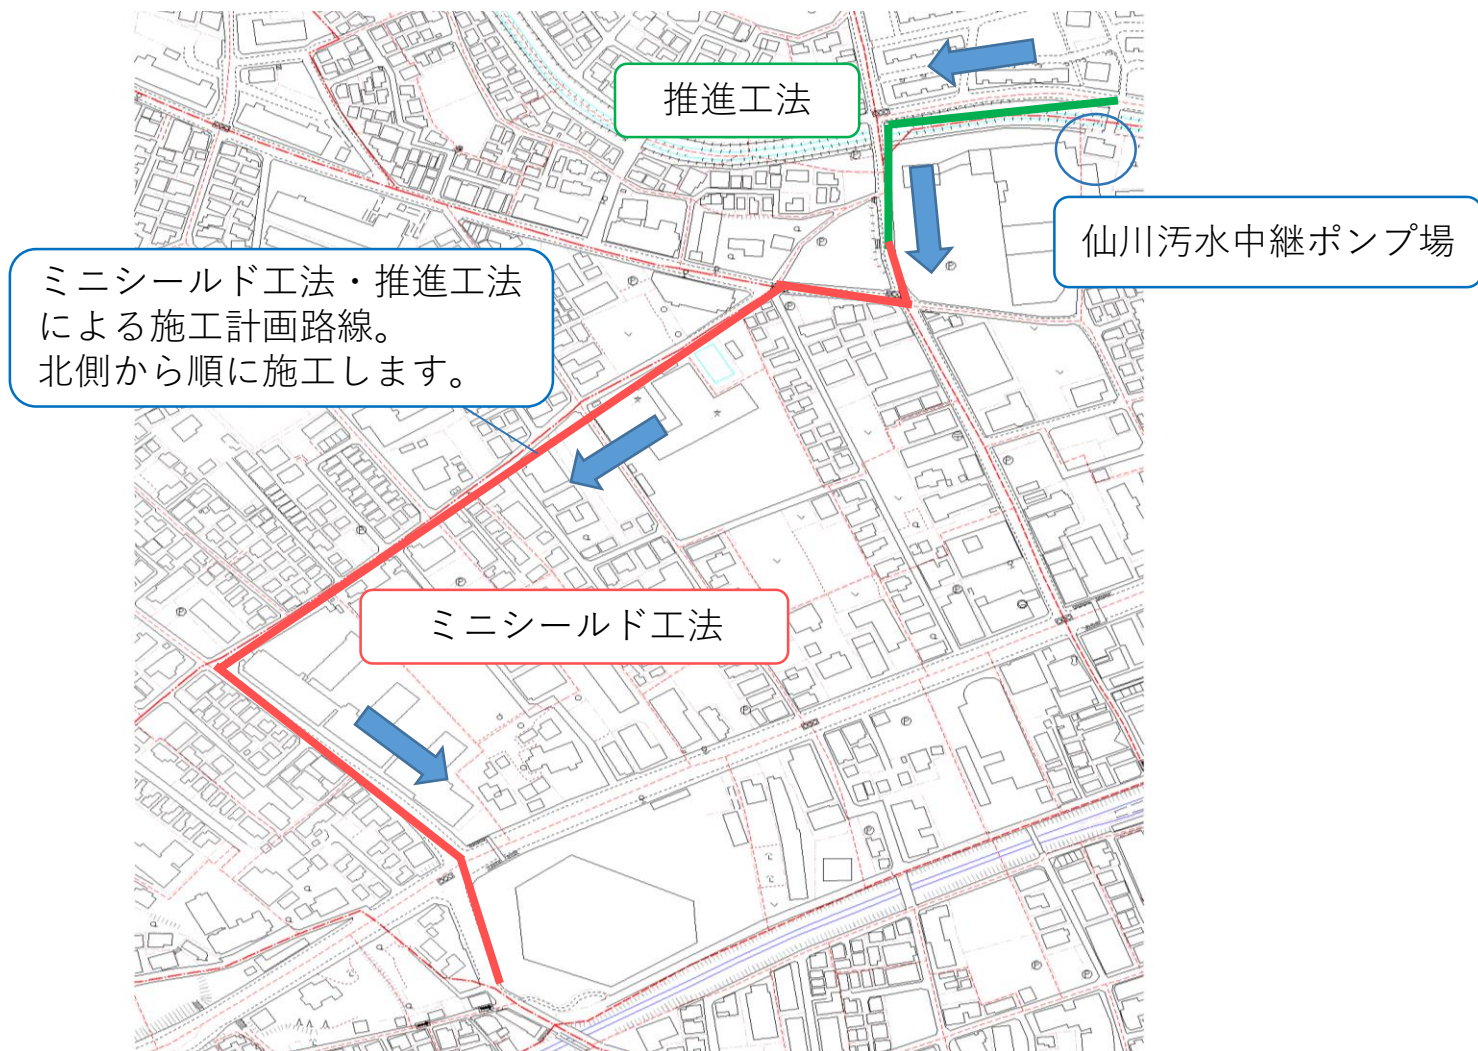 推進工法
仙川汚水中継ポンプ場
ミニシールド工法・推進工法
による施工計画路線。
北側から順に施工します。
ミニシールド工法